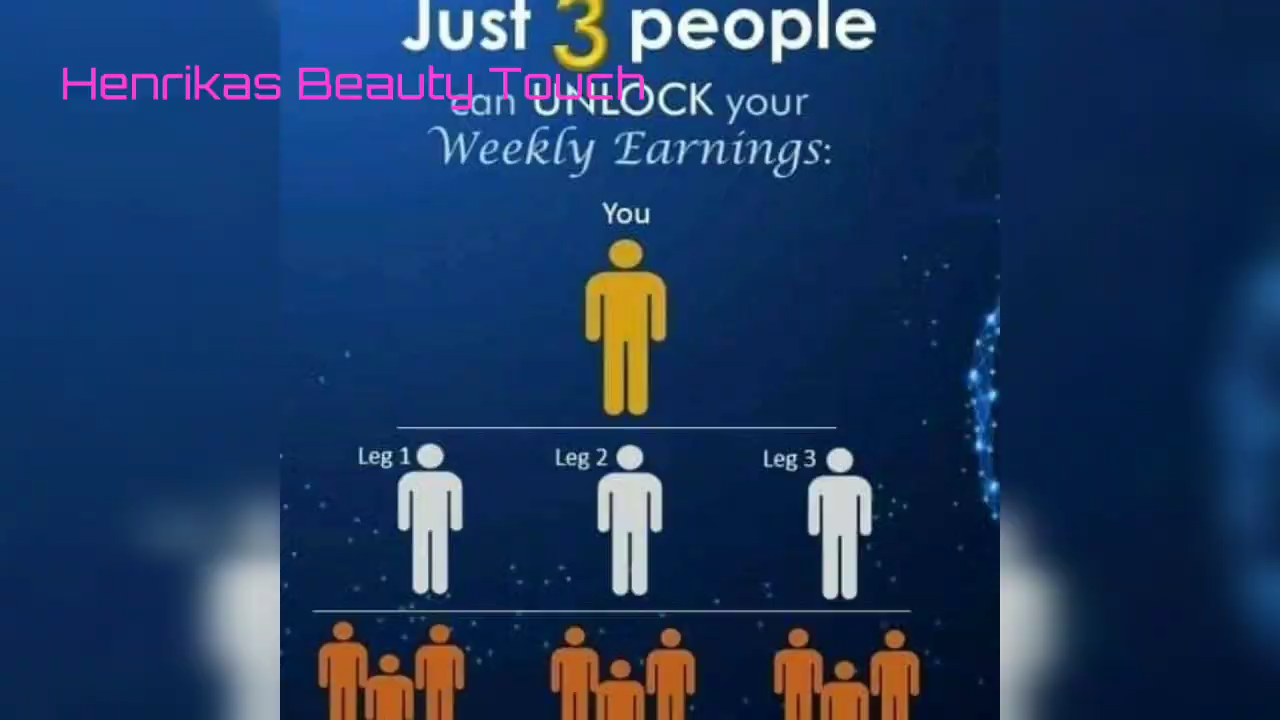 Just 3 people
Henrikas Beauty Touch
can UNLOCK your
Weekly Earnings:
You
Leg 1
Leg 2
Leg 3